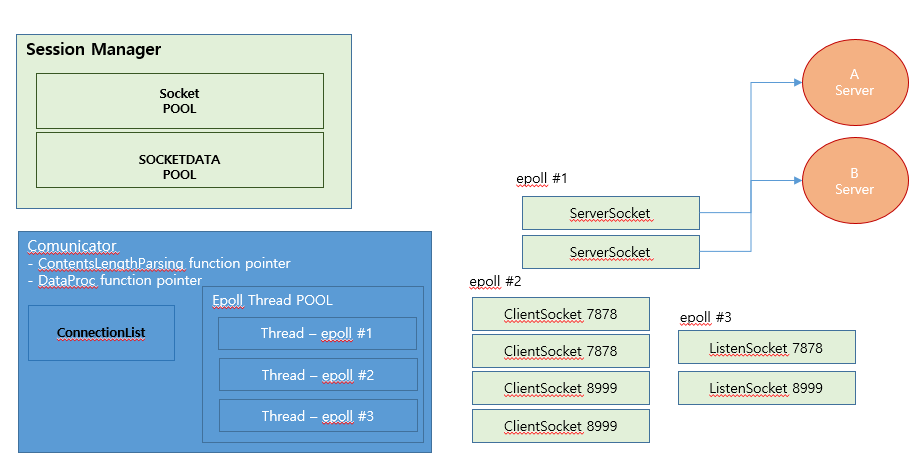 Session Manager
Socket
POOL
SOCKETDATA
POOL
Comunicator
- ContentsLengthParsing function pointer
- DataProc function pointer
ConnectionList
Epoll Thread POOL
Thread – epoll #1
Thread – epoll #2
Thread – epoll #3
epoll #1
ServerSocket
ServerSocket
A
Server
B
Server
epoll #2
ClientSocket 7878
ClientSocket 7878
ClientSocket 8999
ClientSocket 8999
epoll #3
ListenSocket 7878
ListenSocket 8999